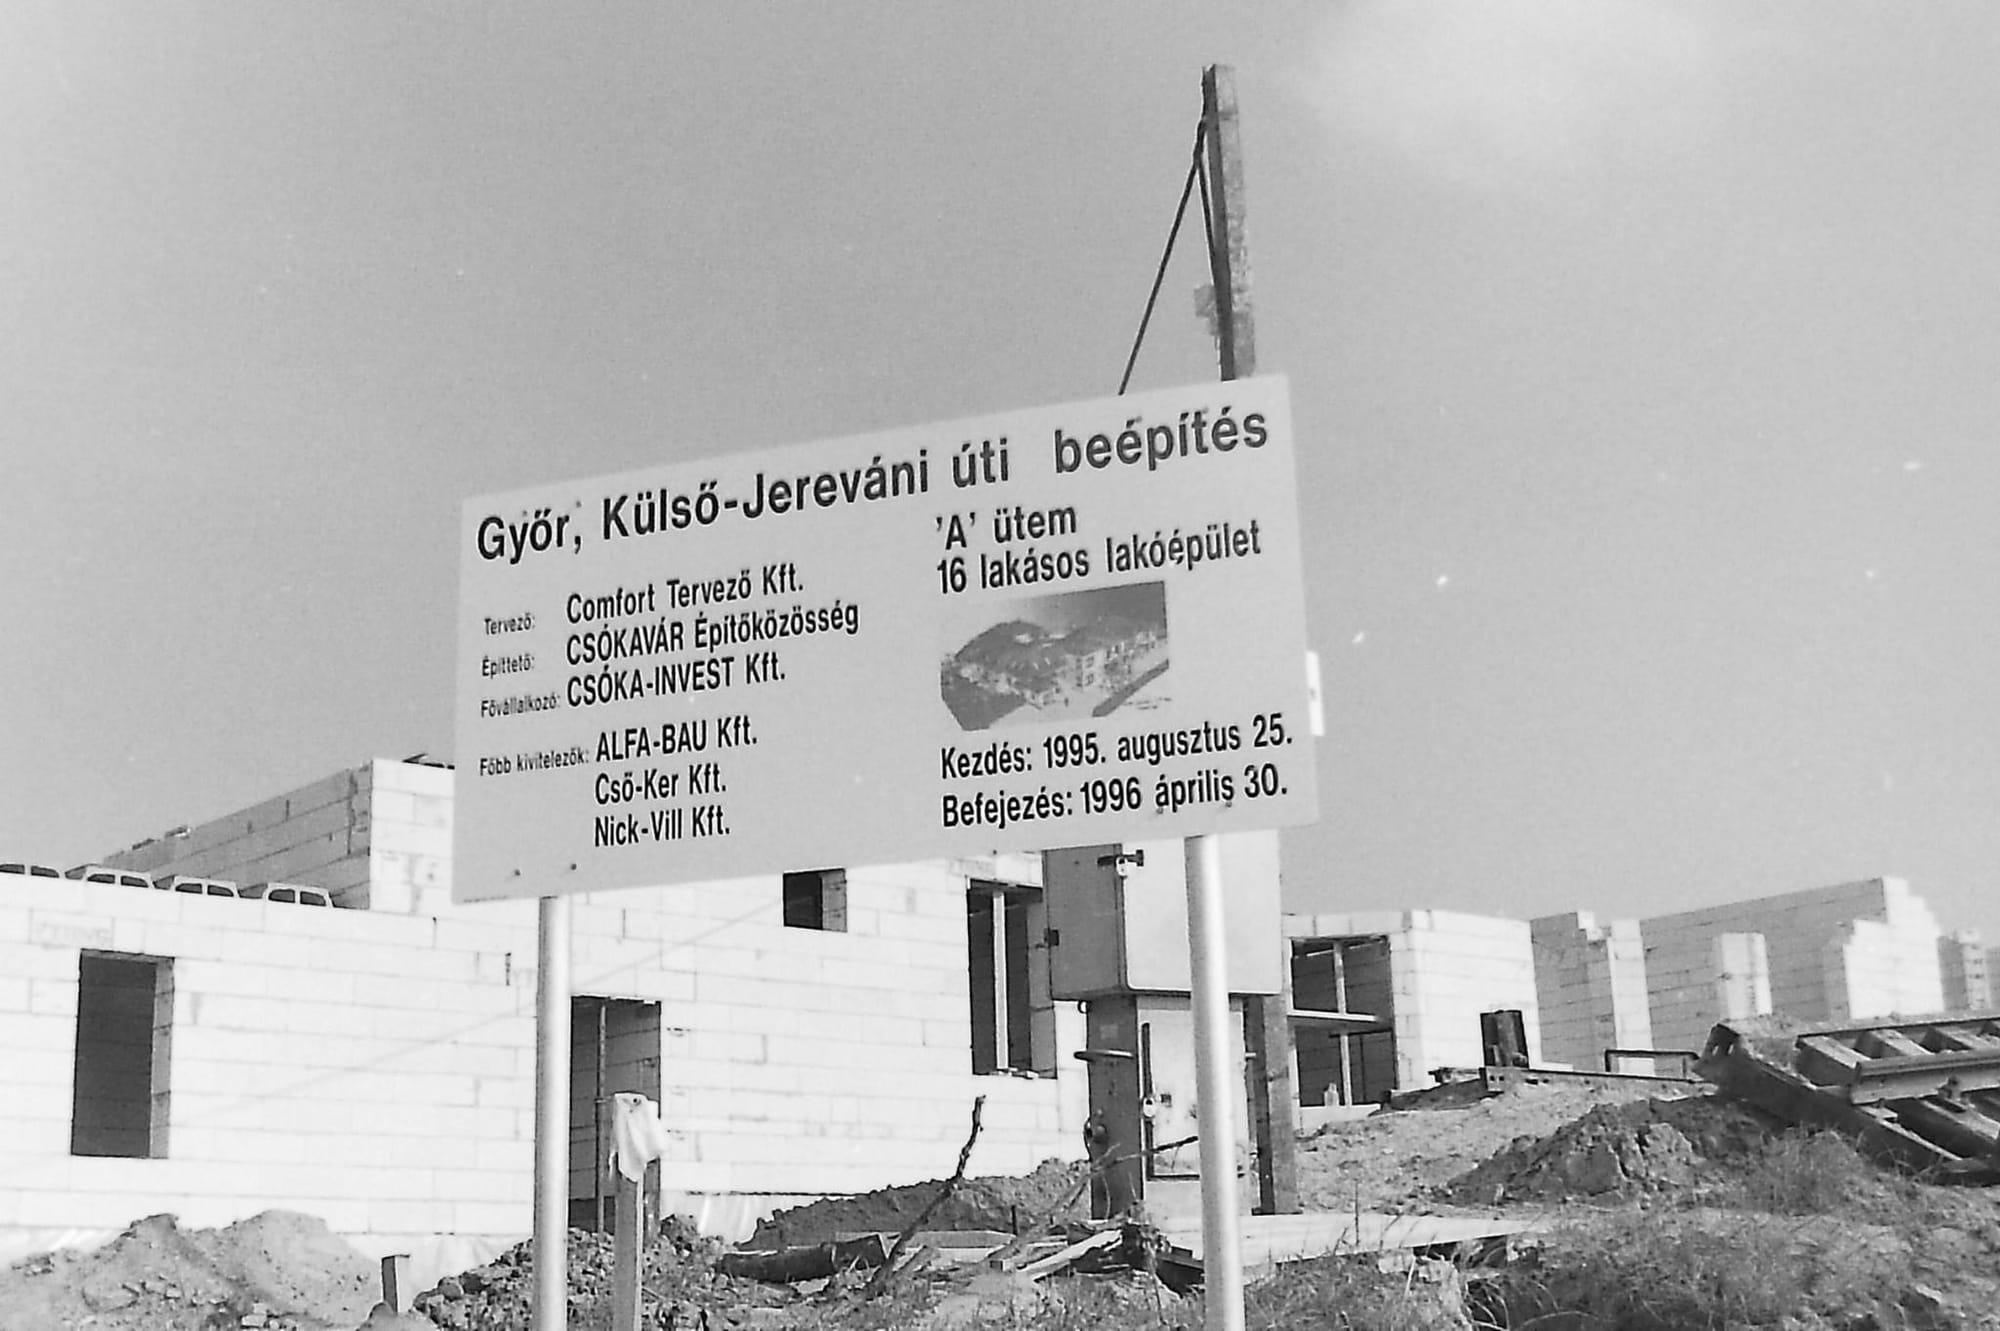 Győr, Külső-Jereváni úti beépítés
'A' ütem
16 lakásos lakóépület
Tervező: Comfort Tervező Kft.
Építtető: CSÓKAVÁR Építőközösség
Fővállalkozó: CSÓKA-INVEST Kft.
Főbb kivitelezők: ALFA-BAU Kft.
Cső-Ker Kft.
Nick-Vill Kft.
Kezdés: 1995. augusztus 25.
Befejezés: 1996 április 30.